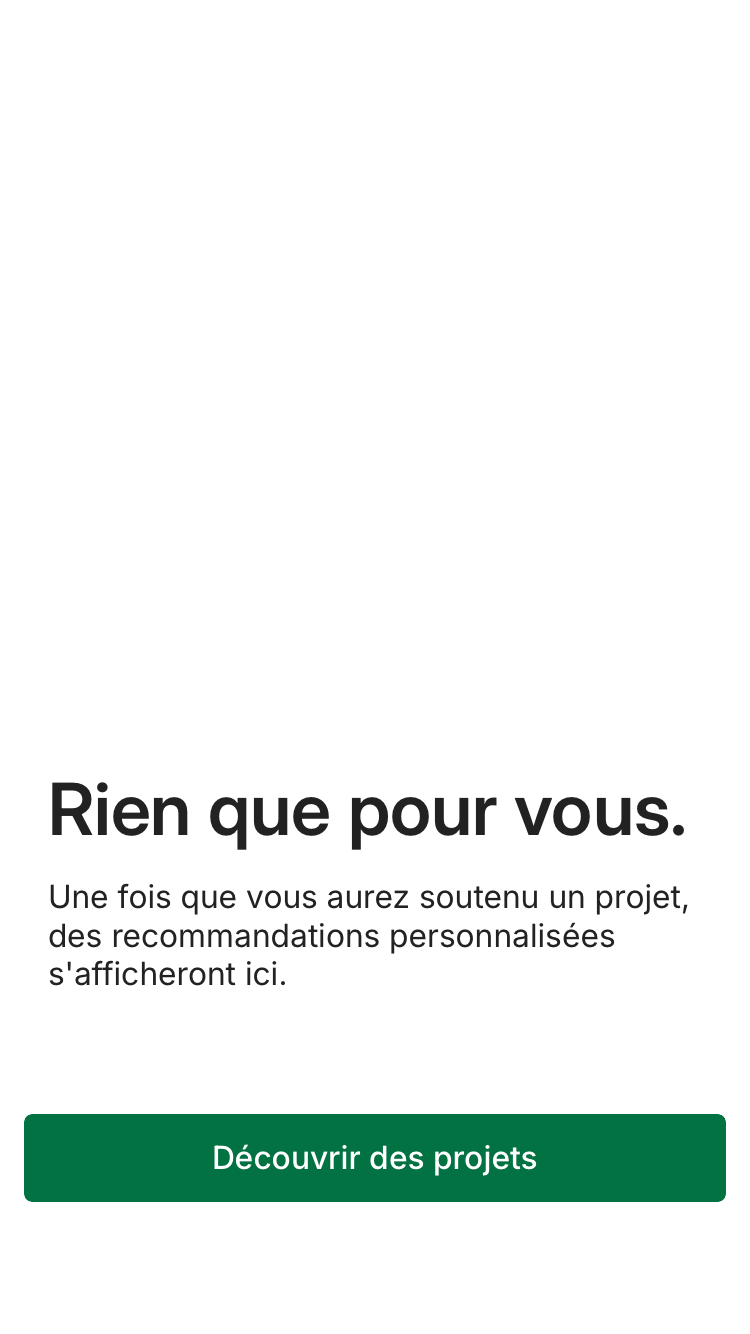 Rien que pour vous.
Une fois que vous aurez soutenu un projet,
des recommandations personnalisées
s'afficheront ici.
Découvrir des projets